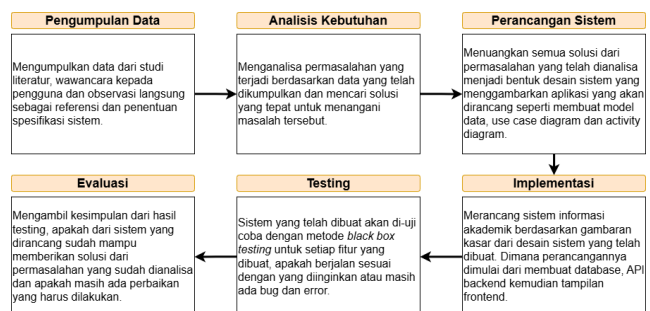 Pengumpulan Data
Mengumpulkan data dari studi
literatur, wawancara kepada
pengguna dan observasi langsung
sebagai referensi dan penentuan
spesifikasi sistem.
Analisis Kebutuhan
Menganalisa permasalahan yang
terjadi berdasarkan data yang telah
dikumpulkan dan mencari solusi
yang tepat untuk menangani
masalah tersebut.
Perancangan Sistem
Menuangkan semua solusi dari
permasalahan yang telah dianalisa
menjadi bentuk desain sistem yang
menggambarkan aplikasi yang akan
dirancang seperti membuat model
data, use case diagram dan activity
diagram.
Implementasi
Merancang sistem informasi
akademik berdasarkan gambaran
kasar dari desain sistem yang telah
dibuat. Dimana perancangannya
dimulai dari membuat database, API
backend kemudian tampilan
frontend.
Testing
Sistem yang telah dibuat akan di-uji
coba dengan metode black box
testing untuk setiap fitur yang
dibuat, apakah berjalan sesuai
dengan yang diinginkan atau masih
ada bug dan error.
Evaluasi
Mengambil kesimpulan dari hasil
testing, apakah dari sistem yang
dirancang sudah mampu
memberikan solusi dari
permasalahan yang sudah dianalisa
dan apakah masih ada perbaikan
yang harus dilakukan.